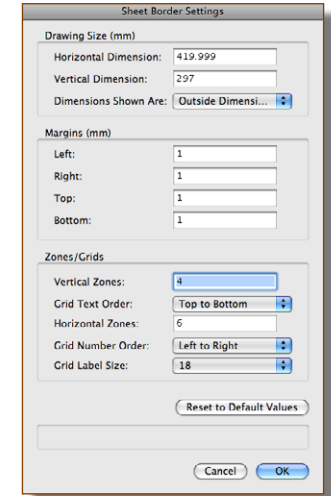 Sheet Border Settings
Drawing Size (mm)
Horizontal Dimension: 419.999
Vertical Dimension: 297
Dimensions Shown Are: Outside Dimensi...
Margins (mm)
Left: 1
Right: 1
Top: 1
Bottom: 1
Zones/Grids
Vertical Zones: 4
Grid Text Order: Top to Bottom
Horizontal Zones: 6
Grid Number Order: Left to Right
Grid Label Size: 18
Reset to Default Values
Cancel OK